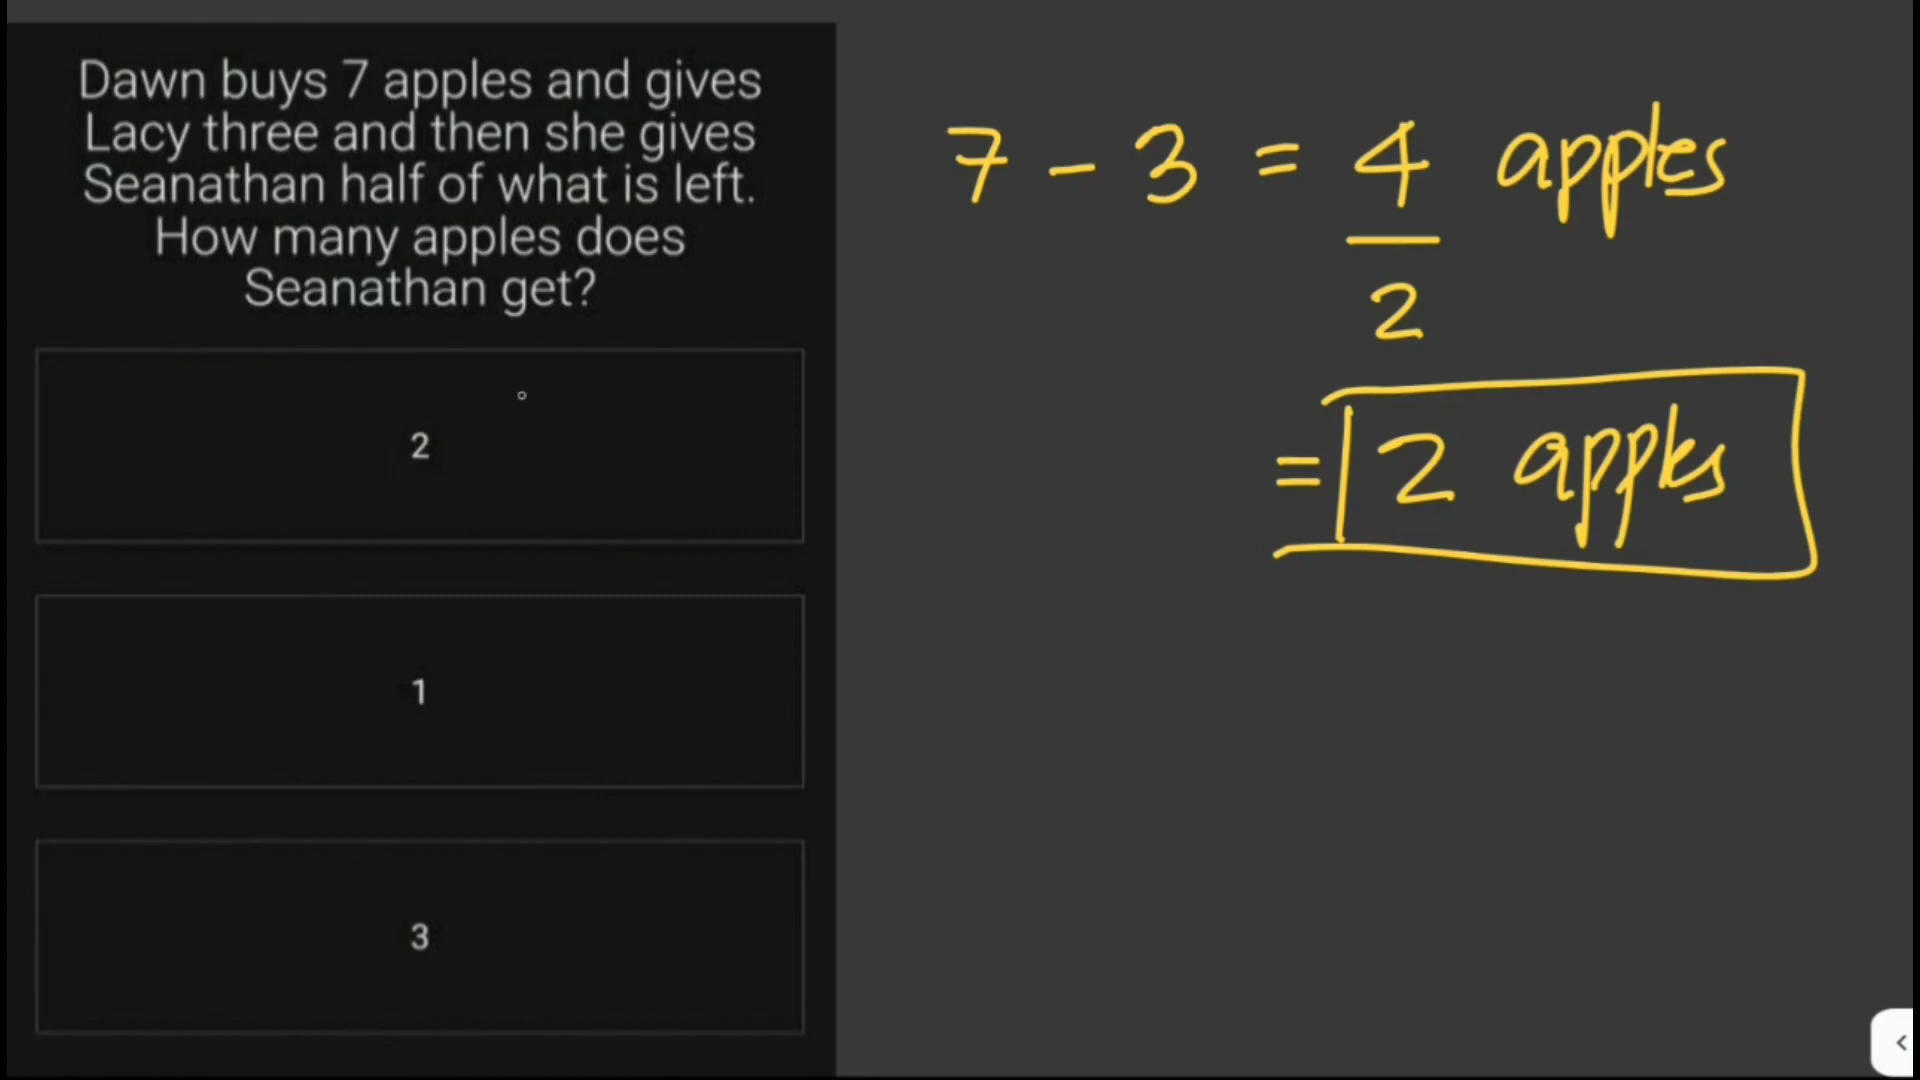 Dawn buys 7 apples and gives
Lacy three and then she gives
Seanathan half of what is left.
How many apples does
Seanathan get?
2
1
3
7 - 3 = 4 apples
2
= 2 apples
<